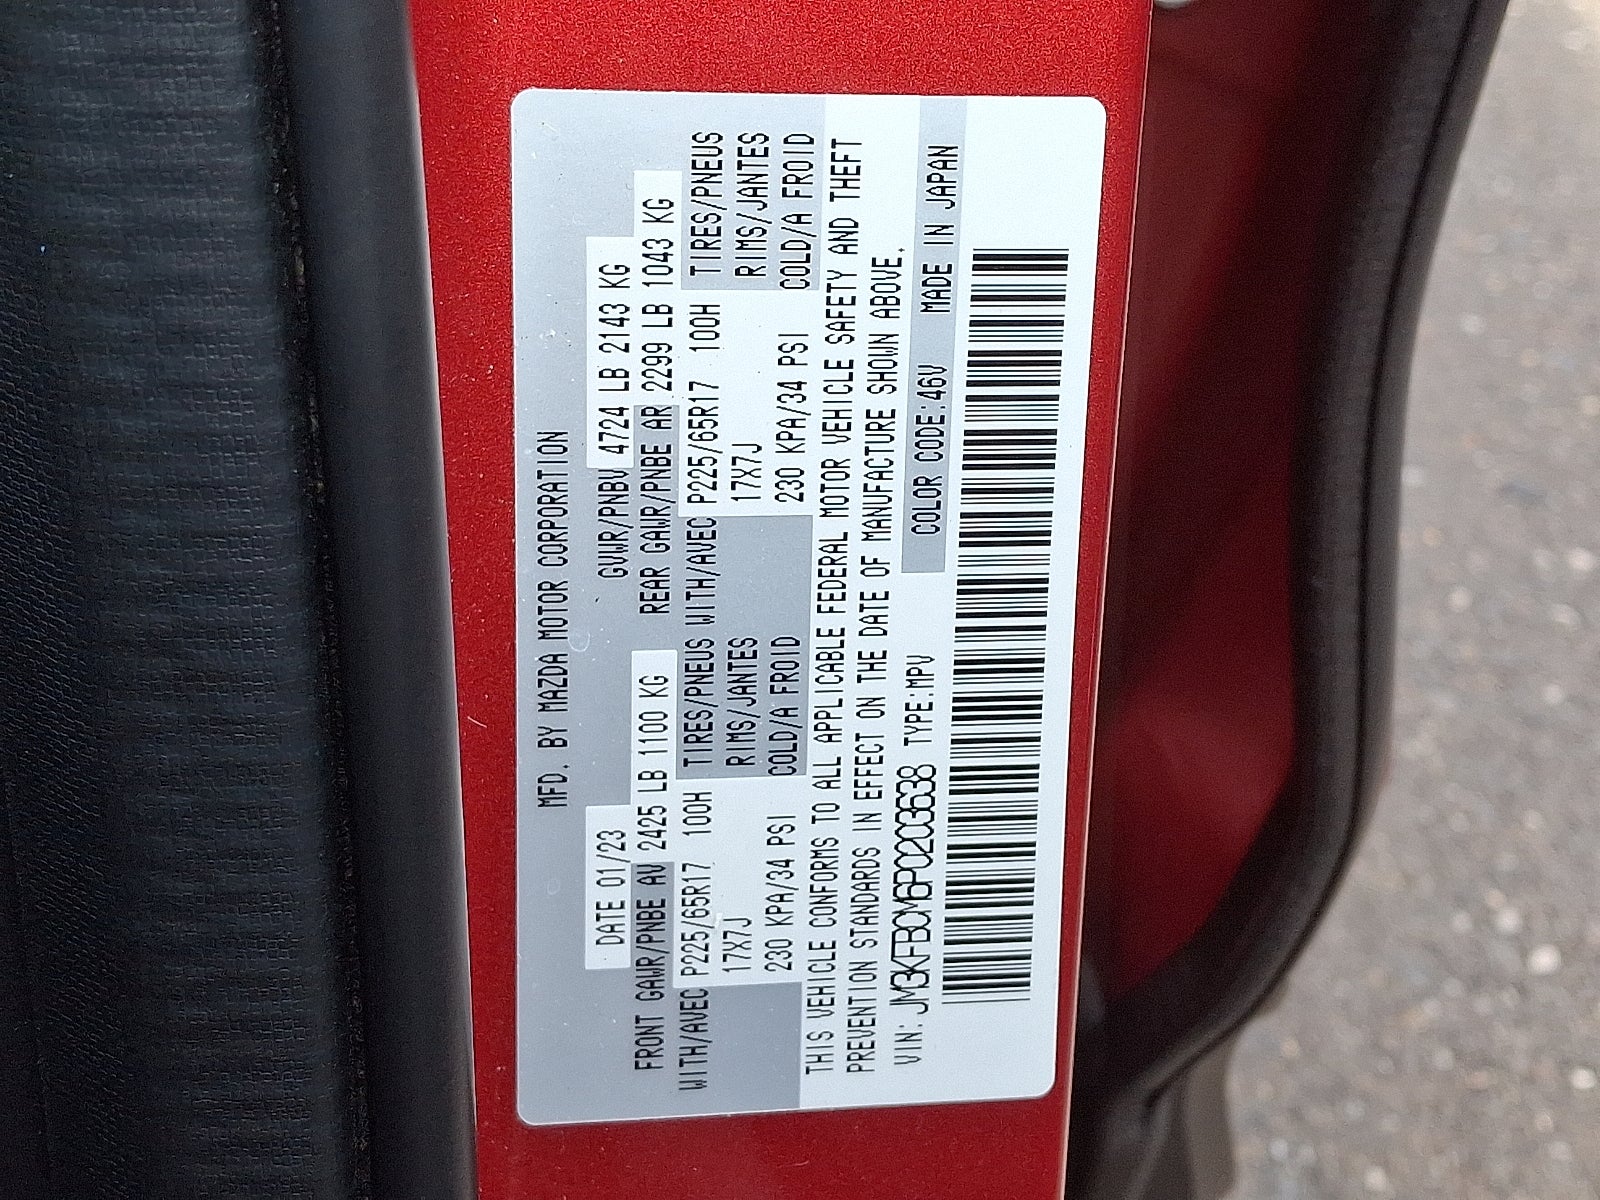 MFD. BY MAZDA MOTOR CORPORATION
DATE 01/23 GVWR/PNBV 4724 LB 2143 KG
FRONT GAWR/PNBE AV 2425 LB 1100 KG REAR GAWR/PNBE AR 2299 LB 1043 KG
WITH/AVEC P225/65R17 100H TIRES/PNEUS WITH/AVEC P225/65R17 100H TIRES/PNEUS
17X7J RIMS/JANTES 17X7J RIMS/JANTES
230 KPA/34 PSI COLD/A FROID 230 KPA/34 PSI COLD/A FROID
THIS VEHICLE CONFORMS TO ALL APPLICABLE FEDERAL MOTOR VEHICLE SAFETY AND THEFT
PREVENTION STANDARDS IN EFFECT ON THE DATE OF MANUFACTURE SHOWN ABOVE.
VIN: JM3KFBCM6P0203638 TYPE:MPV COLOR CODE:46V MADE IN JAPAN